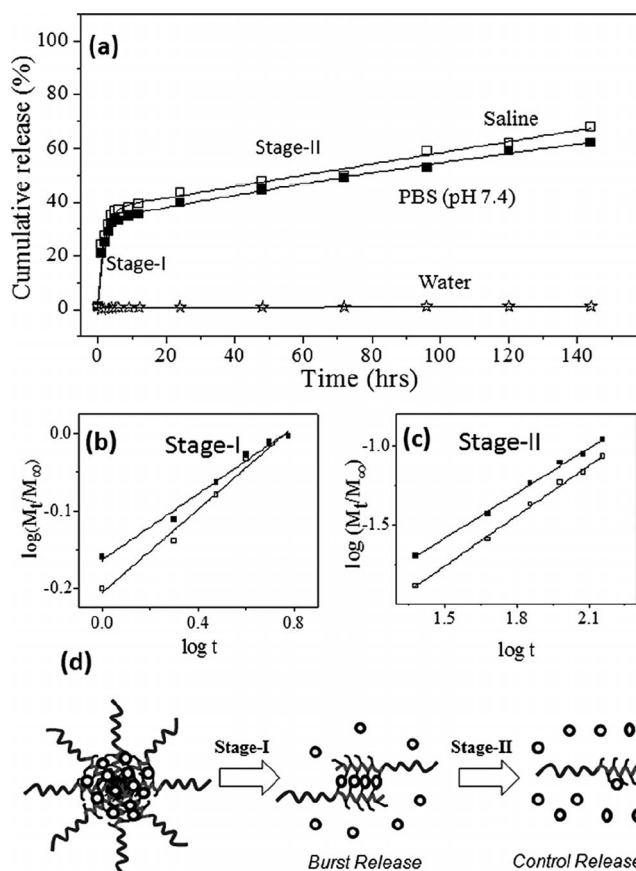 (a)
Cumulative release (%)
100
80
60
40
20
0
Saline
Stage-II
PBS (pH 7.4)
Stage-I
Water
0 20 40 60 80 100 120 140
Time (hrs)
(b) Stage-I
log(Mt/M∞)
0.0
-0.1
-0.2
0.0 0.4 0.8
log t
(c) Stage-II
log (Mt/M∞)
-1.0
-1.5
1.5 1.8 2.1
log t
(d)
Stage-I
Stage-II
Burst Release
Control Release